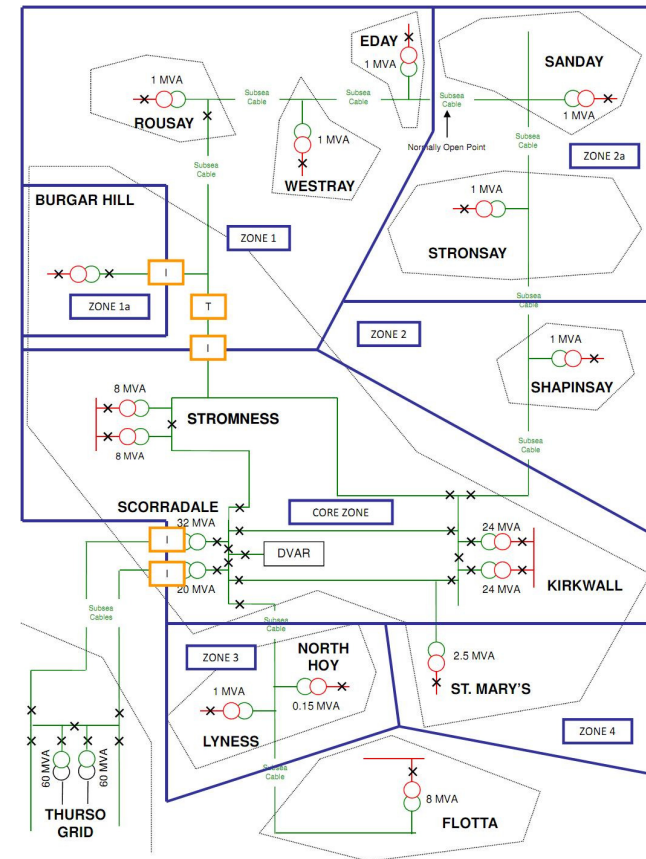 EDAY
1 MVA
SANDAY
1 MVA
Subsea
Cable
Subsea
Cable
Subsea
Cable
1 MVA
ROUSAY
1 MVA
1 MVA
Normally Open Point
WESTRAY
Subsea
Cable
ZONE 2a
1 MVA
BURGAR HILL
ZONE 1
STRONSAY
I
ZONE 1a
T
Subsea
Cable
ZONE 2
I
1 MVA
SHAPINSAY
8 MVA
STROMNESS
8 MVA
Subsea
Cable
SCORRADALE
CORE ZONE
32 MVA
24 MVA
I
DVAR
I
KIRKWALL
20 MVA
24 MVA
Subsea
Cables
Subsea
Cable
ZONE 3
NORTH
HOY
2.5 MVA
1 MVA
ST. MARY'S
0.15 MVA
LYNESS
ZONE 4
60 MVA
60 MVA
Subsea
Cable
8 MVA
THURSO
GRID
FLOTTA